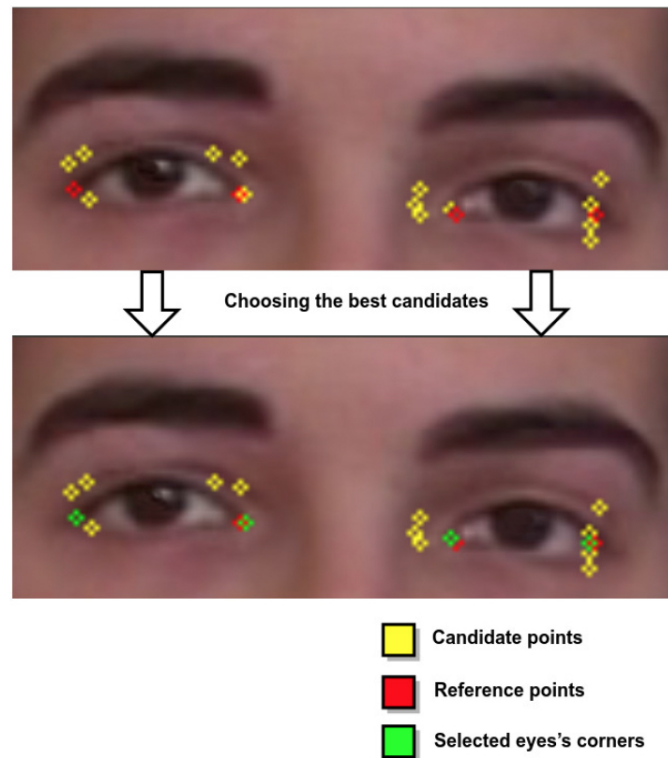 Choosing the best candidates
Candidate points
Reference points
Selected eyes's corners